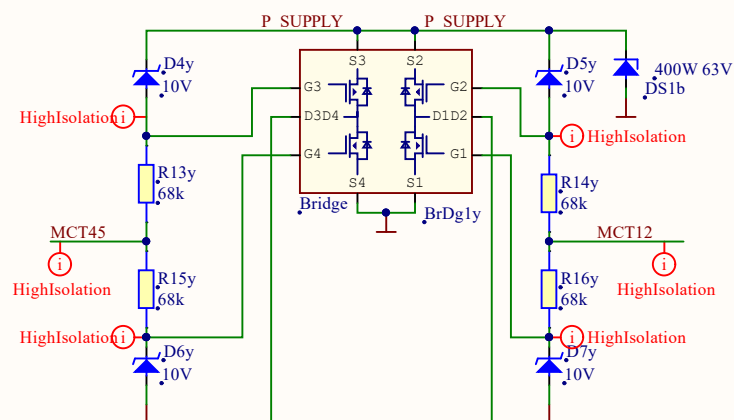 P_SUPPLY P_SUPPLY
S3 S2
D4y
10V
D5y
10V
400W 63V
DS1b
G3 G2
HighIsolation i
D3D4 D1D2
i HighIsolation
G4 G1
R13y
68k
R14y
68k
S4 S1
Bridge
BrDg1y
MCT45 MCT12
i i
HighIsolation HighIsolation
R15y
68k
R16y
68k
HighIsolation i
i HighIsolation
D6y
10V
D7y
10V